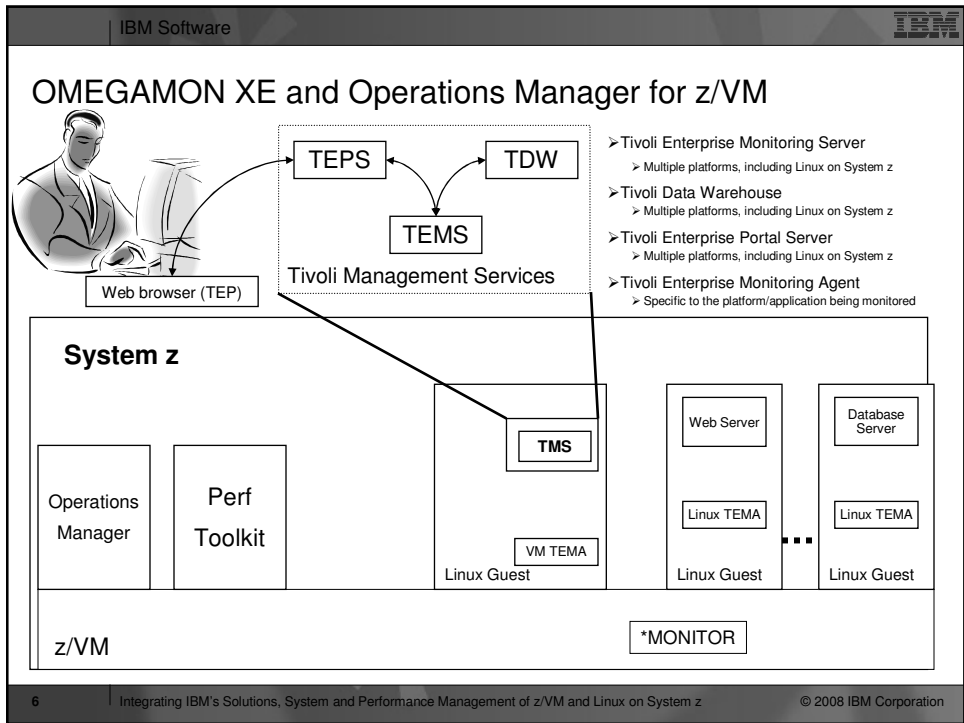 IBM Software
IBM
OMEGAMON XE and Operations Manager for z/VM
TEPS
TDW
TEMS
Tivoli Management Services
Web browser (TEP)
➢Tivoli Enterprise Monitoring Server
➢ Multiple platforms, including Linux on System z
➢Tivoli Data Warehouse
➢ Multiple platforms, including Linux on System z
➢Tivoli Enterprise Portal Server
➢ Multiple platforms, including Linux on System z
➢Tivoli Enterprise Monitoring Agent
➢ Specific to the platform/application being monitored
System z
Operations
Manager
Perf
Toolkit
TMS
VM TEMA
Linux Guest
Web Server
Linux TEMA
Linux Guest
Database
Server
Linux TEMA
Linux Guest
z/VM
*MONITOR
6
Integrating IBM's Solutions, System and Performance Management of z/VM and Linux on System z
© 2008 IBM Corporation